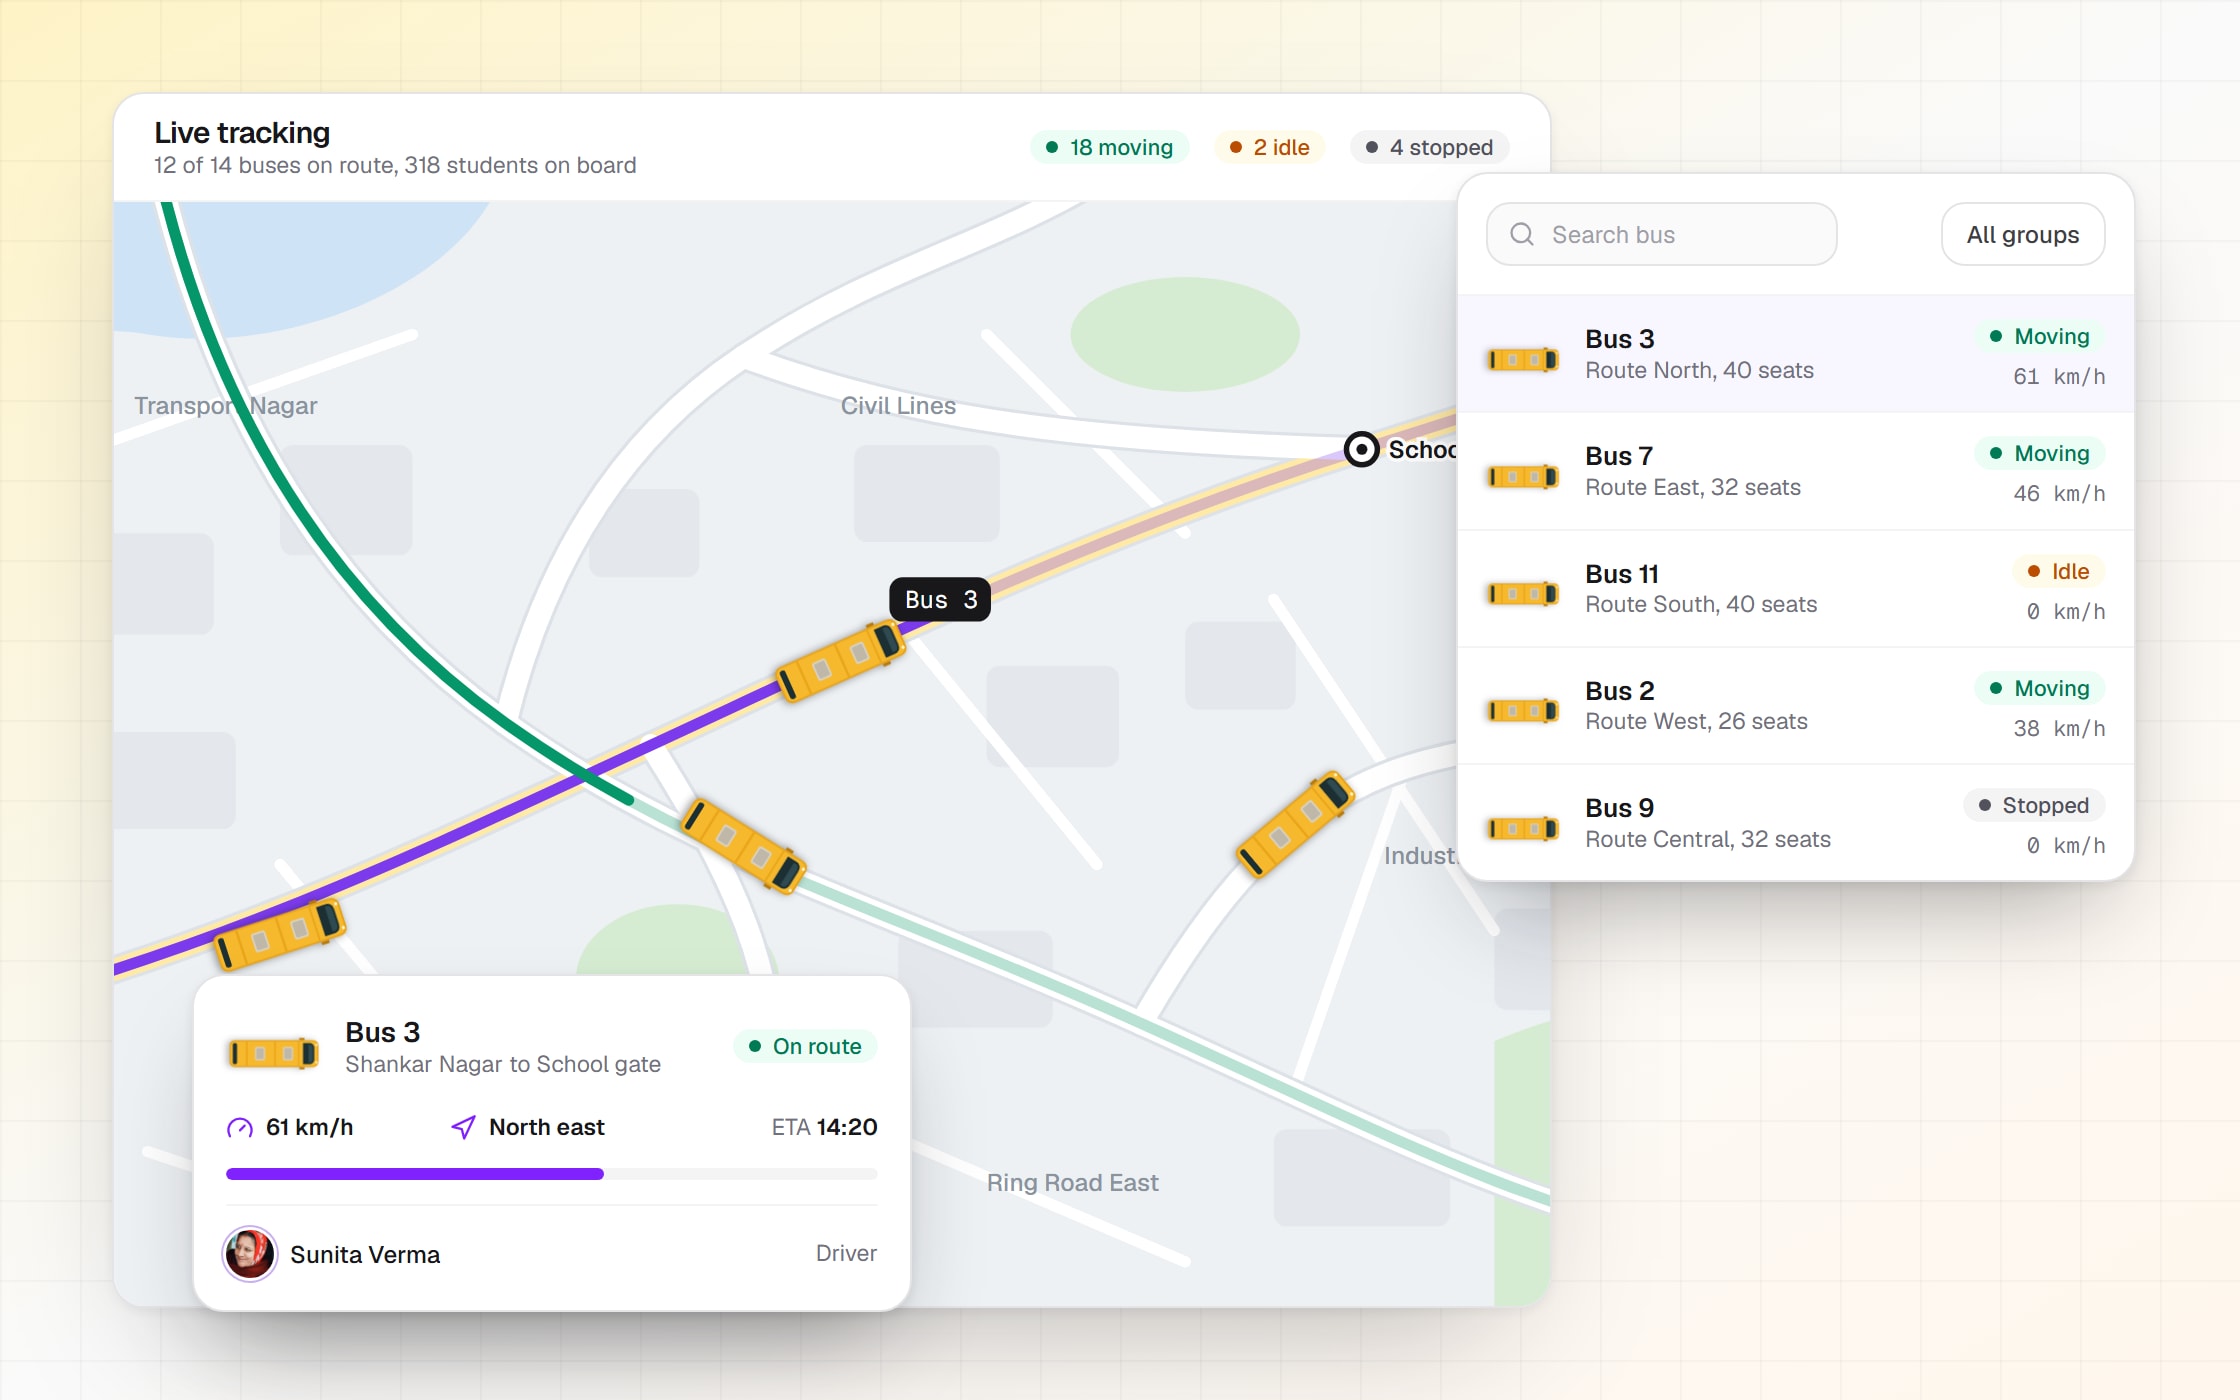 Live tracking
12 of 14 buses on route, 318 students on board
18 moving
2 idle
4 stopped
Search bus
All groups
Bus 3
Route North, 40 seats
Moving
61 km/h
Bus 7
Route East, 32 seats
Moving
46 km/h
Bus 11
Route South, 40 seats
Idle
0 km/h
Bus 2
Route West, 26 seats
Moving
38 km/h
Bus 9
Route Central, 32 seats
Stopped
0 km/h
Transport Nagar
Civil Lines
Schoo
Bus 3
Indust
Ring Road East
Bus 3
Shankar Nagar to School gate
On route
61 km/h
North east
ETA 14:20
Sunita Verma
Driver